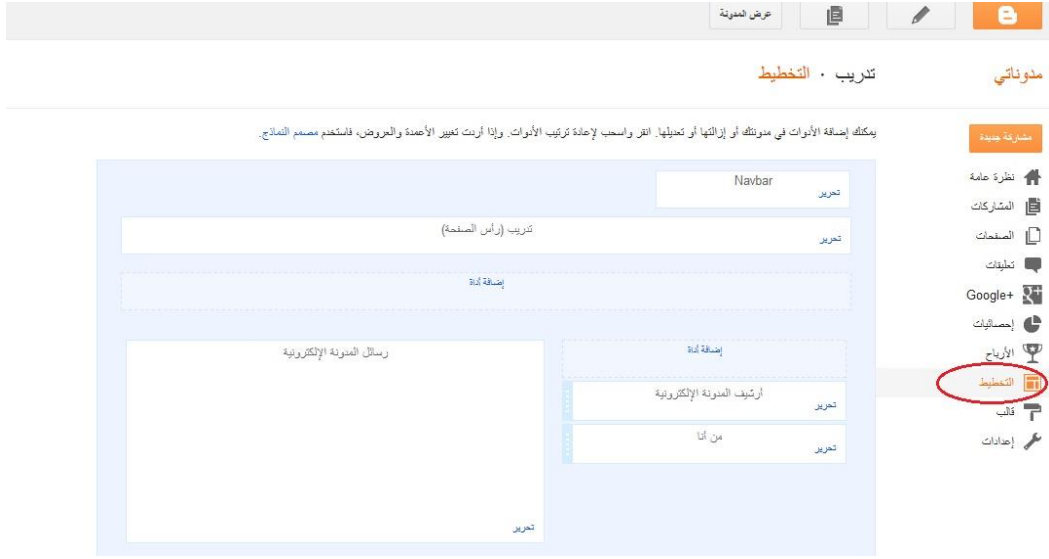 عرض المدونة
مدوناتي
تدريب · التخطيط
مشاركة جديدة
يمكنك إضافة الأدوات في مدونتك أو إزالتها أو تعديلها. انقر واسحب لإعادة ترتيب الأدوات. وإذا أردت تغيير الأعمدة والعروض، فاستخدم مصمم النماذج.
نظرة عامة
المشاركات
الصفحات
تعليقات
Google+
إحصائيات
الأرباح
التخطيط
قالب
إعدادات
Navbar
تحرير
تدريب (رأس الصفحة)
تحرير
إضافة أداة
إضافة أداة
أرشيف المدونة الإلكترونية
تحرير
من أنا
تحرير
رسائل المدونة الإلكترونية
تحرير